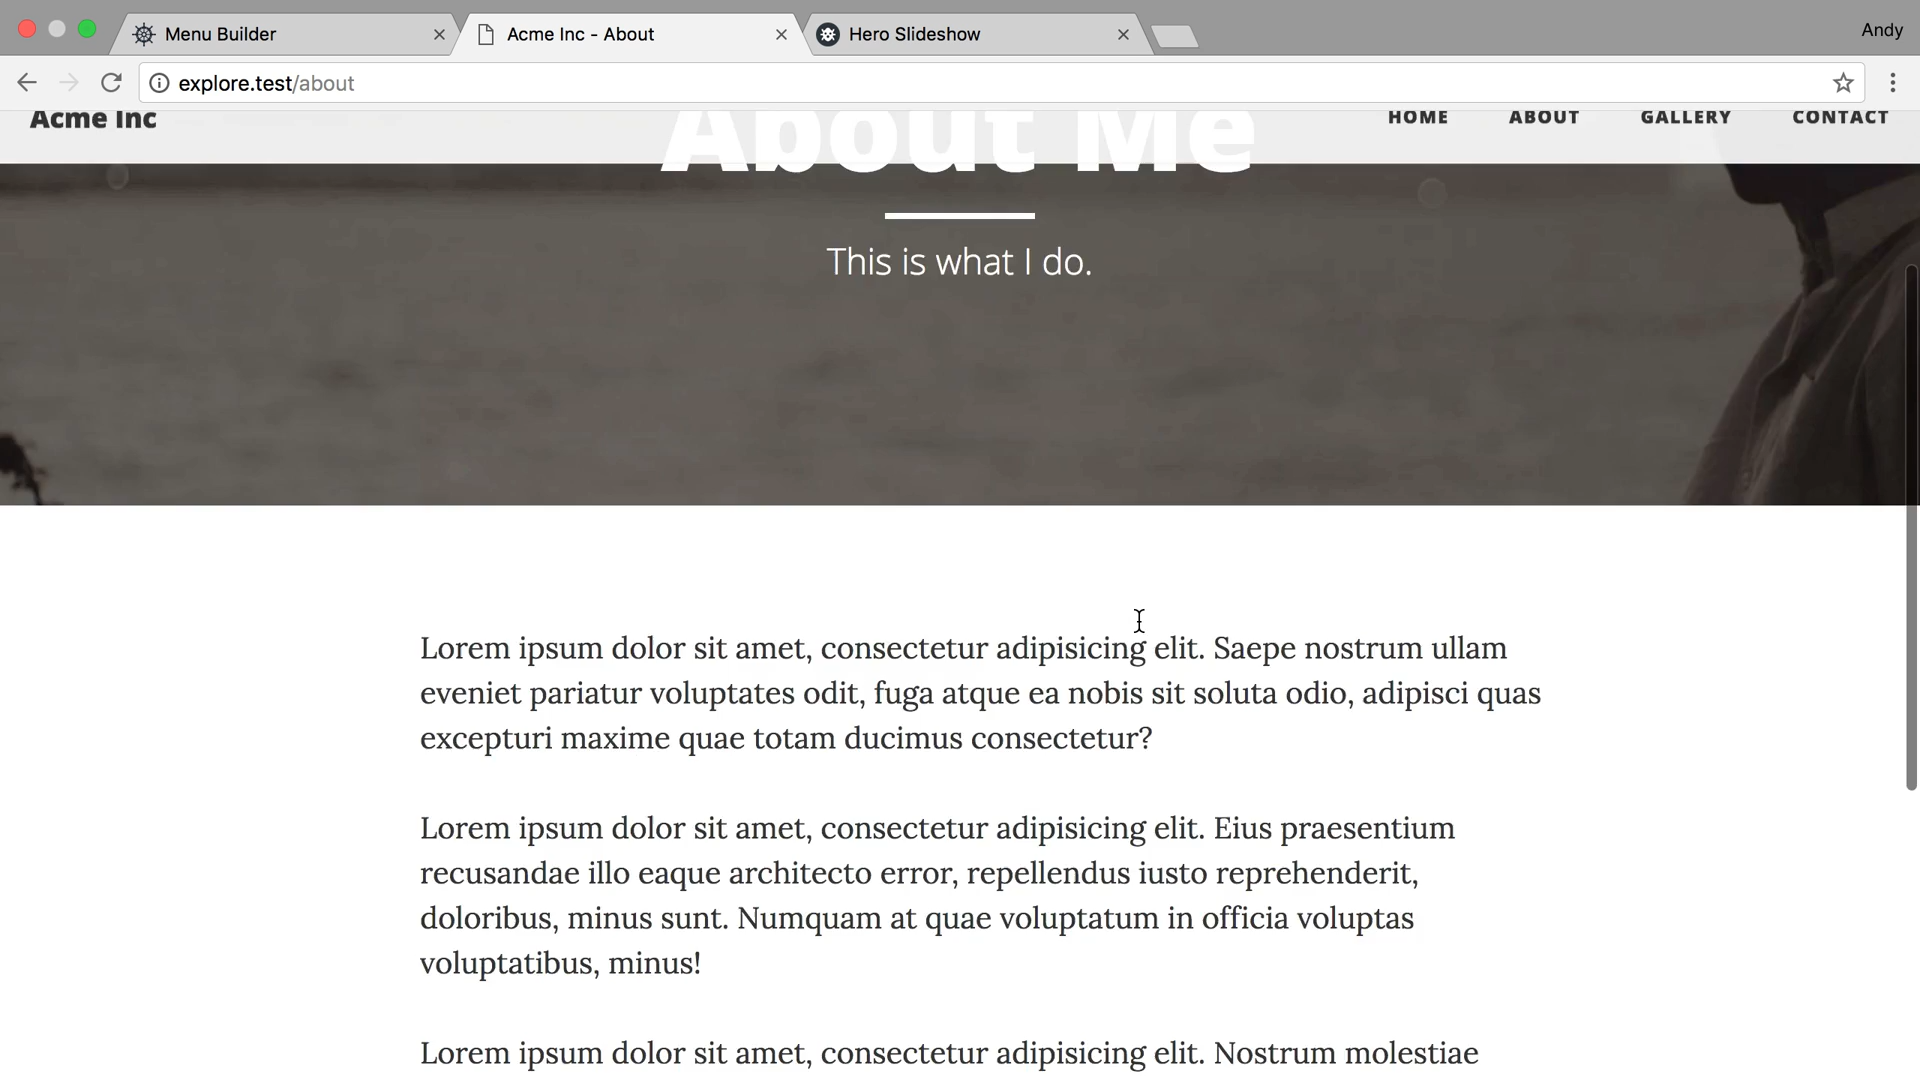 Menu Builder
Acme Inc - About
Hero Slideshow
Andy
explore.test/about
Acme Inc
HOME
ABOUT
GALLERY
CONTACT
About Me
This is what I do.
Lorem ipsum dolor sit amet, consectetur adipisicing elit. Saepe nostrum ullam
eveniet pariatur voluptates odit, fuga atque ea nobis sit soluta odio, adipisci quas
excepturi maxime quae totam ducimus consectetur?
Lorem ipsum dolor sit amet, consectetur adipisicing elit. Eius praesentium
recusandae illo eaque architecto error, repellendus iusto reprehenderit,
doloribus, minus sunt. Numquam at quae voluptatum in officia voluptas
voluptatibus, minus!
Lorem ipsum dolor sit amet, consectetur adipisicing elit. Nostrum molestiae